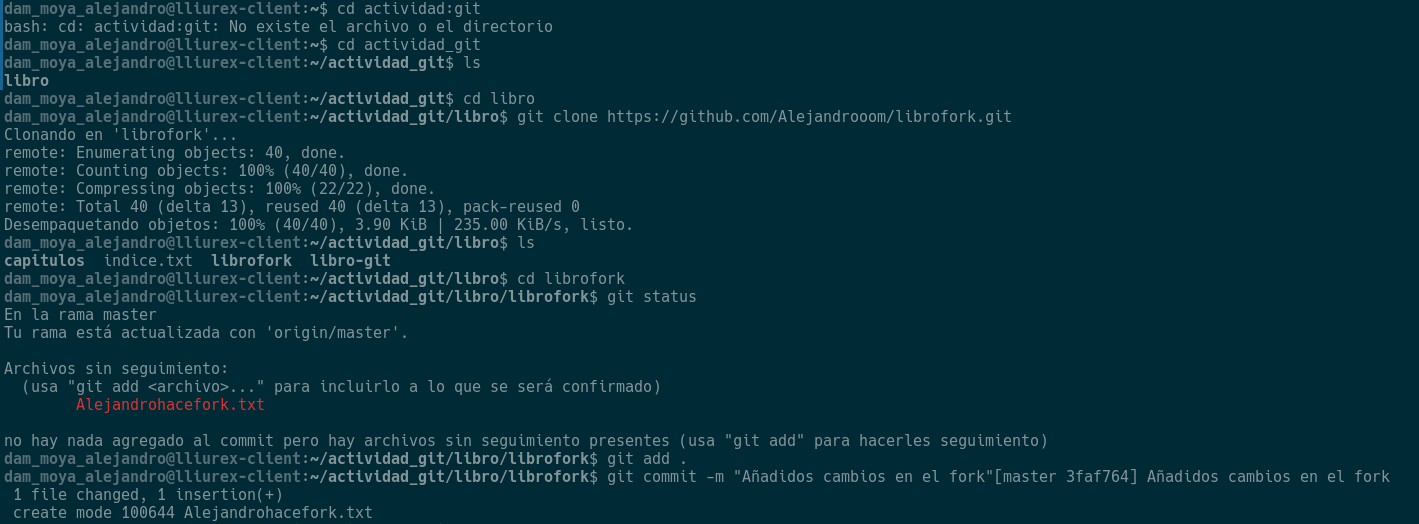 dam_moya_alejandro@lliurex-client:~$ cd actividad:git
bash: cd: actividad:git: No existe el archivo o el directorio
dam_moya_alejandro@lliurex-client:~$ cd actividad_git
dam_moya_alejandro@lliurex-client:~/actividad_git$ ls
libro
dam_moya_alejandro@lliurex-client:~/actividad_git$ cd libro
dam_moya_alejandro@lliurex-client:~/actividad_git/libro$ git clone https://github.com/Alejandrooom/librofork.git
Clonando en 'librofork'...
remote: Enumerating objects: 40, done.
remote: Counting objects: 100% (40/40), done.
remote: Compressing objects: 100% (22/22), done.
remote: Total 40 (delta 13), reused 40 (delta 13), pack-reused 0
Desempaquetando objetos: 100% (40/40), 3.90 KiB | 235.00 KiB/s, listo.
dam_moya_alejandro@lliurex-client:~/actividad_git/libro$ ls
capitulos  indice.txt  librofork  libro-git
dam_moya_alejandro@lliurex-client:~/actividad_git/libro$ cd librofork
dam_moya_alejandro@lliurex-client:~/actividad_git/libro/librofork$ git status
En la rama master
Tu rama está actualizada con 'origin/master'.
Archivos sin seguimiento:
  (usa "git add <archivo>..." para incluirlo a lo que se será confirmado)
        Alejandrohacefork.txt
no hay nada agregado al commit pero hay archivos sin seguimiento presentes (usa "git add" para hacerles seguimiento)
dam_moya_alejandro@lliurex-client:~/actividad_git/libro/librofork$ git add .
dam_moya_alejandro@lliurex-client:~/actividad_git/libro/librofork$ git commit -m "Añadidos cambios en el fork"[master 3faf764] Añadidos cambios en el fork
 1 file changed, 1 insertion(+)
 create mode 100644 Alejandrohacefork.txt